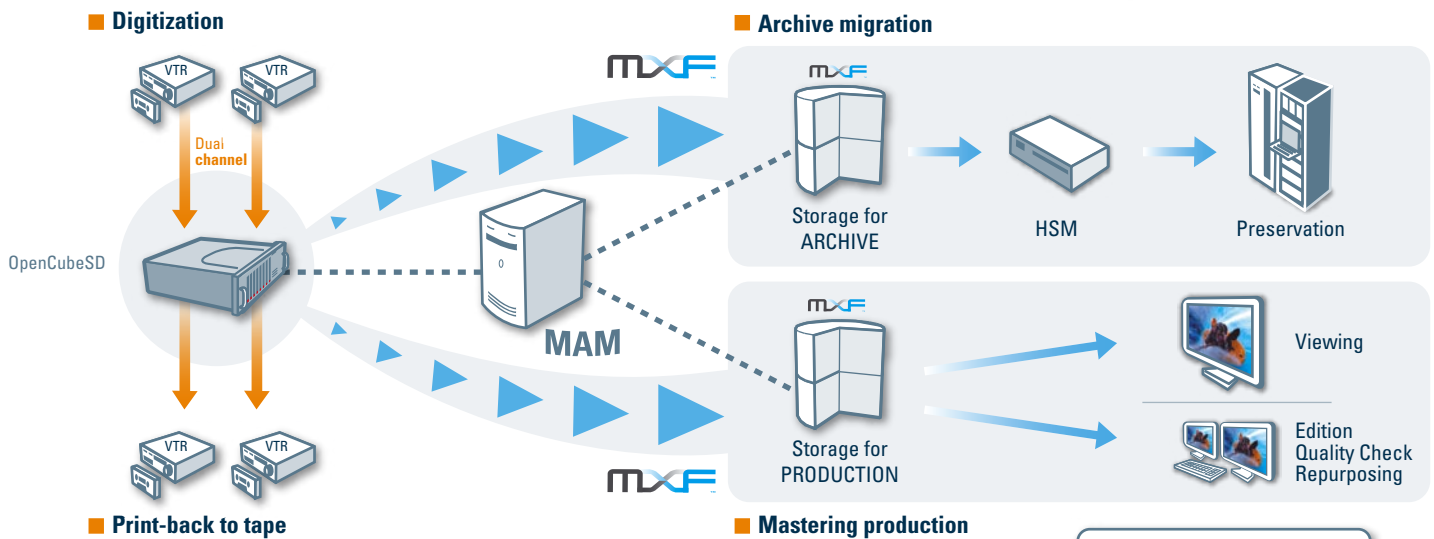 Digitization
Archive migration
VTR
VTR
Dual
channel
OpenCubeSD
MXF
MXF
Storage for
ARCHIVE
HSM
Preservation
MAM
MXF
Storage for
PRODUCTION
Viewing
Edition
Quality Check
Repurposing
VTR
VTR
MXF
Print-back to tape
Mastering production